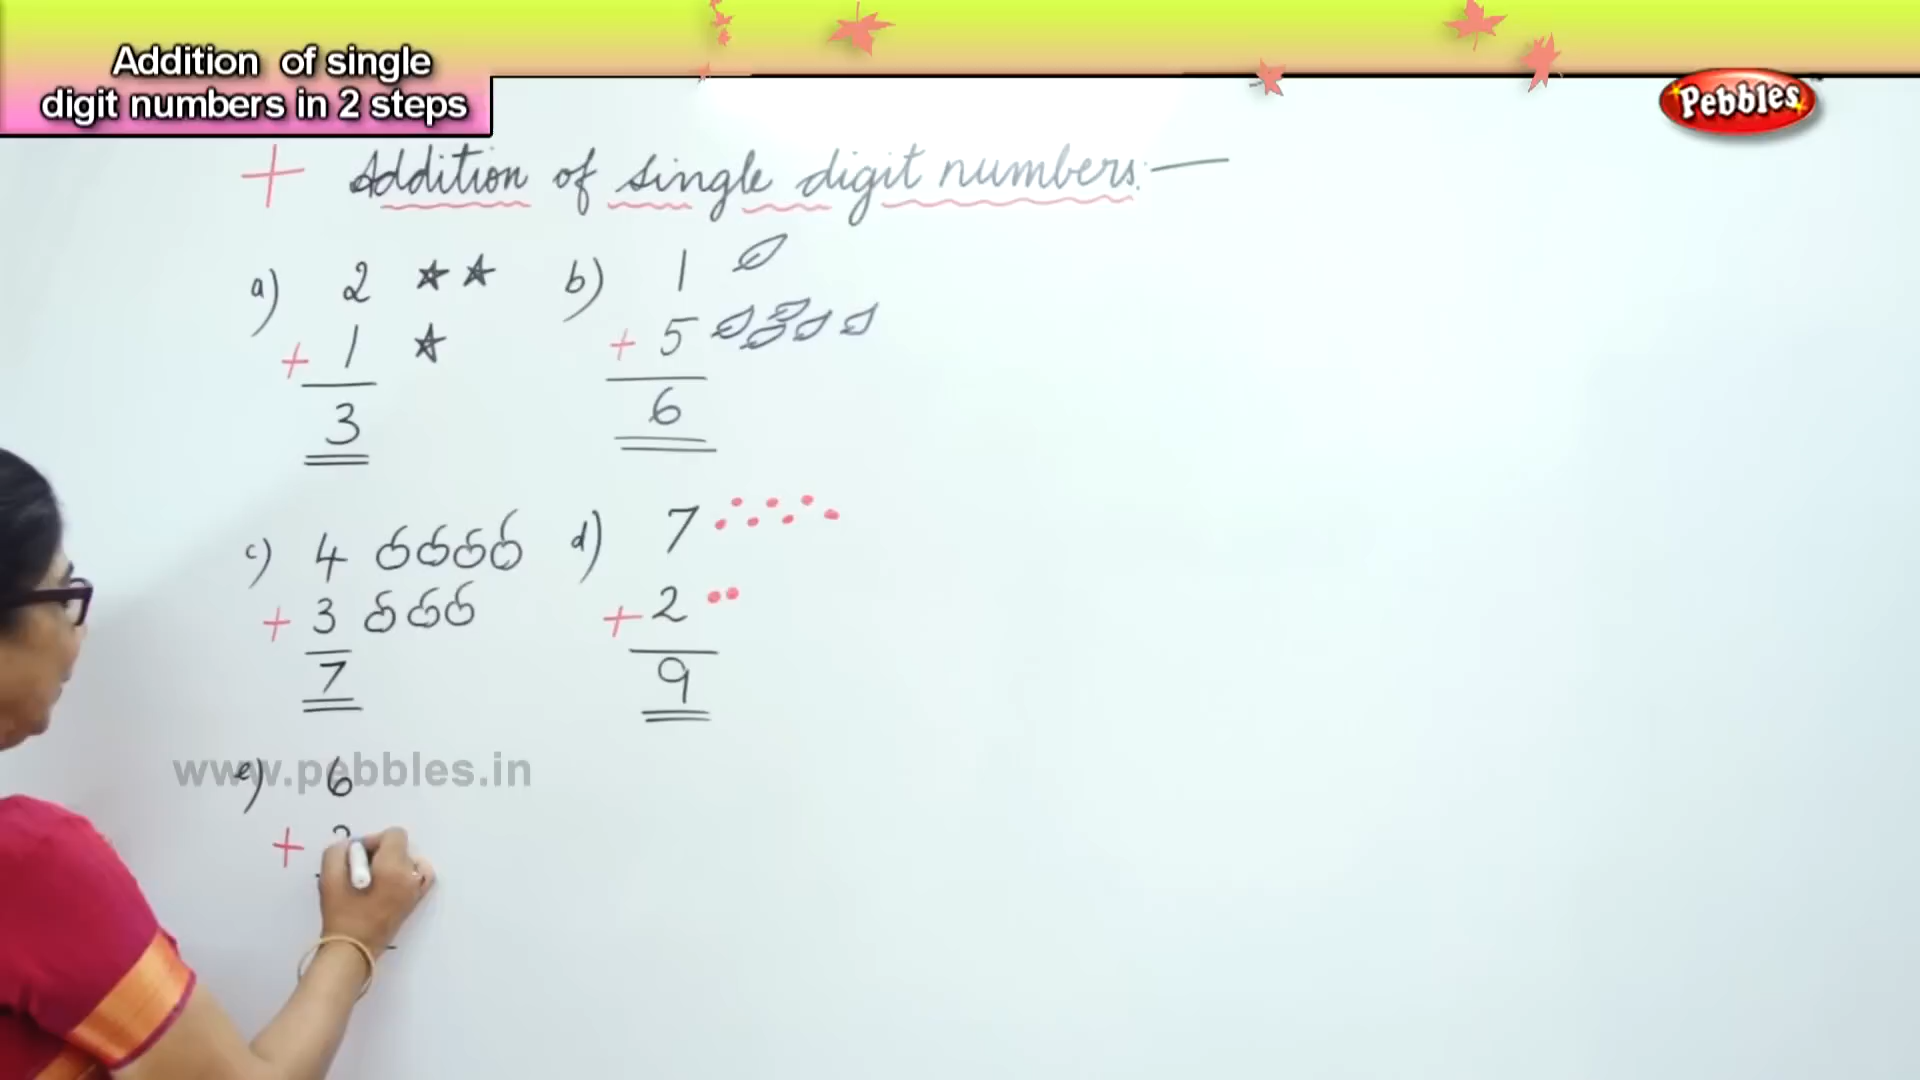 Addition of single
digit numbers in 2 steps
Pebbles
+ Addition of single digit numbers:—
a) 2
+ 1
3
b) 1
+ 5
6
c) 4
+ 3
7
d) 7
+ 2
9
www.pebbles.in
e) 6
+